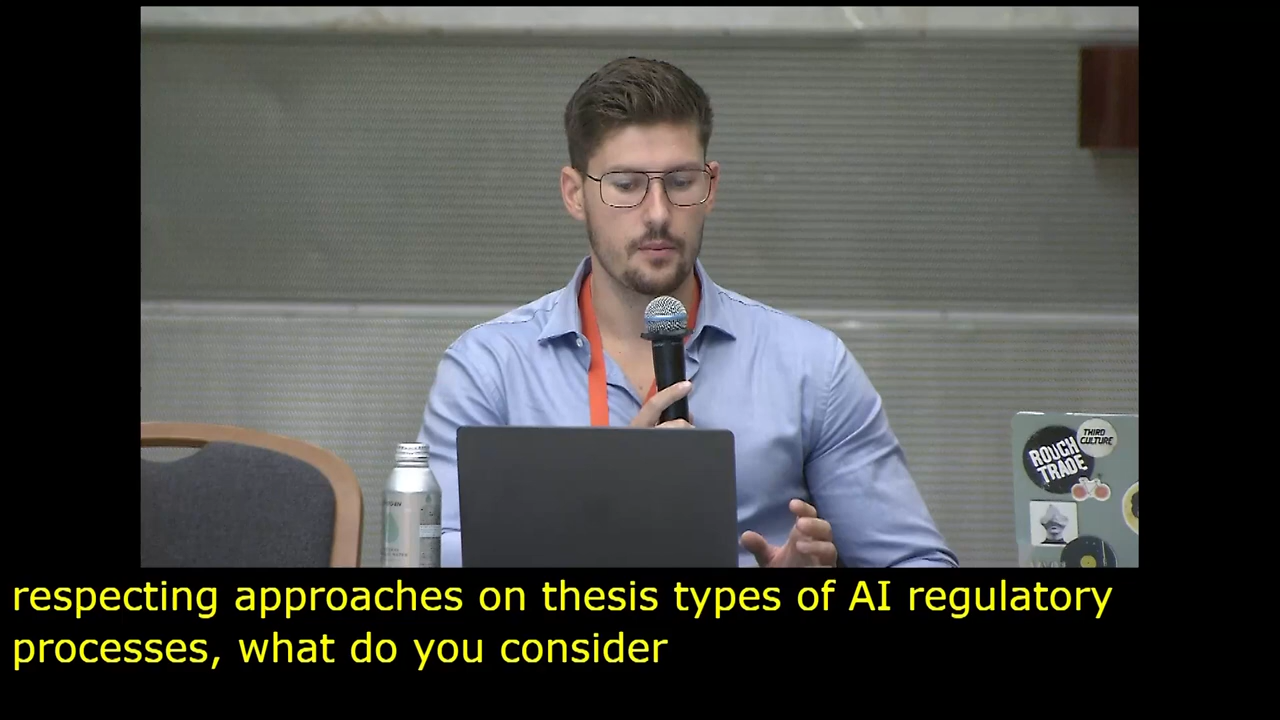 THIRD
CULTURE
ROUGH
TRADE
respecting approaches on thesis types of AI regulatory
processes, what do you consider